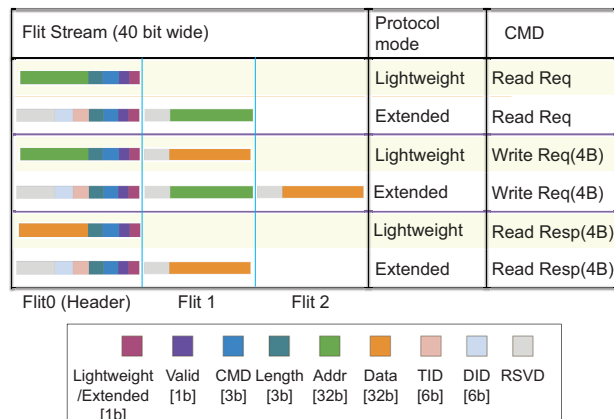 Flit Stream (40 bit wide) Protocol mode CMD
Lightweight Read Req
Extended Read Req
Lightweight Write Req(4B)
Extended Write Req(4B)
Lightweight Read Resp(4B)
Extended Read Resp(4B)
Flit0 (Header) Flit 1 Flit 2
Lightweight Valid CMD Length Addr Data TID DID RSVD
/Extended [1b] [3b] [3b] [32b] [32b] [6b] [6b]
[1b]